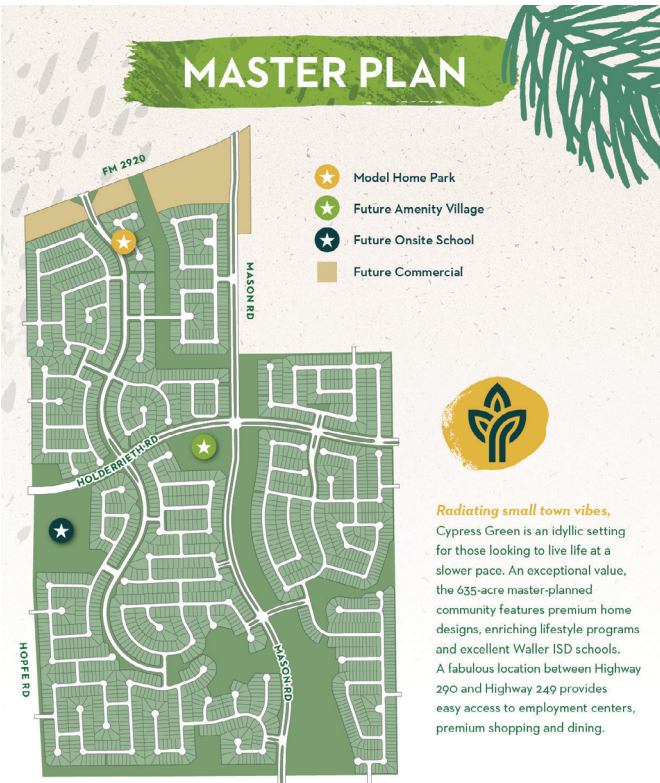 MASTER PLAN
FM 2920
Model Home Park
Future Amenity Village
Future Onsite School
Future Commercial
MASON RD
HOLDERRIETH RD
HOPFE RD
MASON RD
Radiating small town vibes,
Cypress Green is an idyllic setting
for those looking to live life at a
slower pace. An exceptional value,
the 635-acre master-planned
community features premium home
designs, enriching lifestyle programs
and excellent Waller ISD schools.
A fabulous location between Highway
290 and Highway 249 provides
easy access to employment centers,
premium shopping and dining.